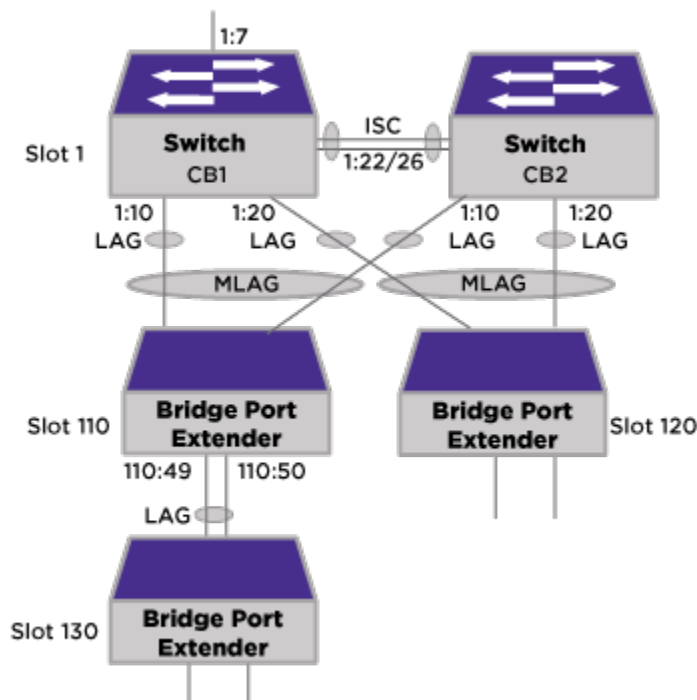 1:7
Slot 1
Switch
CB1
ISC
1:22/26
Switch
CB2
1:10
1:20
1:10
1:20
LAG
LAG
LAG
LAG
MLAG
MLAG
Slot 110
Bridge Port
Extender
Bridge Port
Extender
Slot 120
110:49
110:50
LAG
Slot 130
Bridge Port
Extender